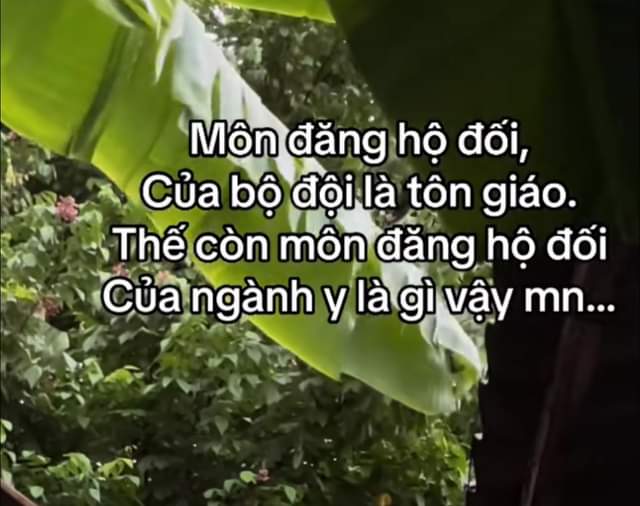 Môn đăng hộ đối,
Của bộ đội là tôn giáo.
Thế còn môn đăng hộ đối
Của ngành y là gì vậy mn...